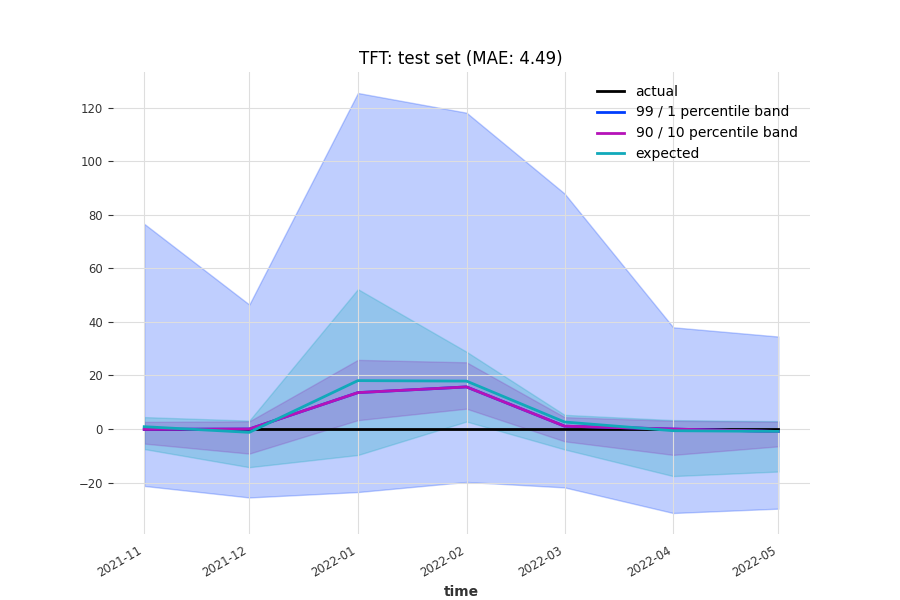 TFT: test set (MAE: 4.49)
actual
99 / 1 percentile band
90 / 10 percentile band
expected
120
100
80
60
40
20
0
−20
2021-11
2021-12
2022-01
2022-02
2022-03
2022-04
2022-05
time